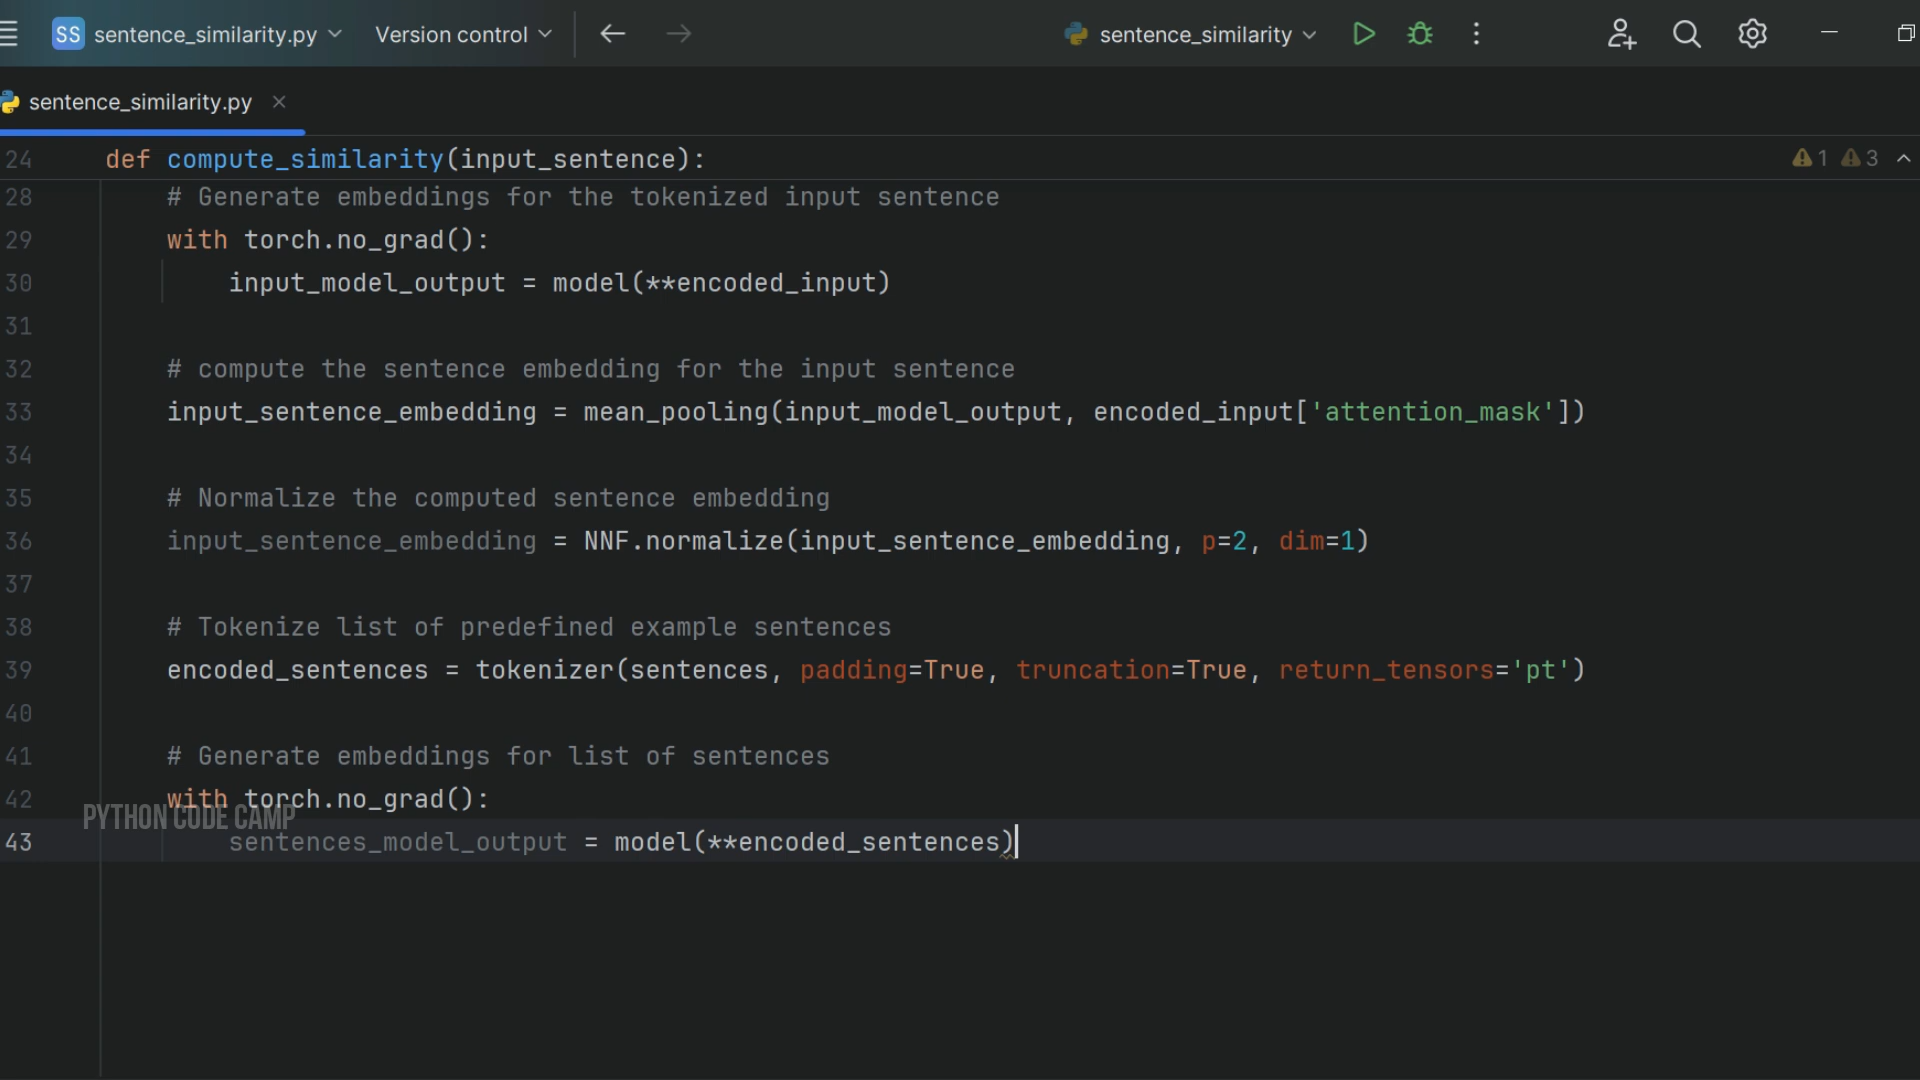 SS sentence_similarity.py Version control sentence_similarity
sentence_similarity.py
24 def compute_similarity(input_sentence): 1 3
28 # Generate embeddings for the tokenized input sentence
29 with torch.no_grad():
30 input_model_output = model(**encoded_input)
31
32 # compute the sentence embedding for the input sentence
33 input_sentence_embedding = mean_pooling(input_model_output, encoded_input['attention_mask'])
34
35 # Normalize the computed sentence embedding
36 input_sentence_embedding = NNF.normalize(input_sentence_embedding, p=2, dim=1)
37
38 # Tokenize list of predefined example sentences
39 encoded_sentences = tokenizer(sentences, padding=True, truncation=True, return_tensors='pt')
40
41 # Generate embeddings for list of sentences
42 with torch.no_grad():
PYTHON CODE CAMP
43 sentences_model_output = model(**encoded_sentences)